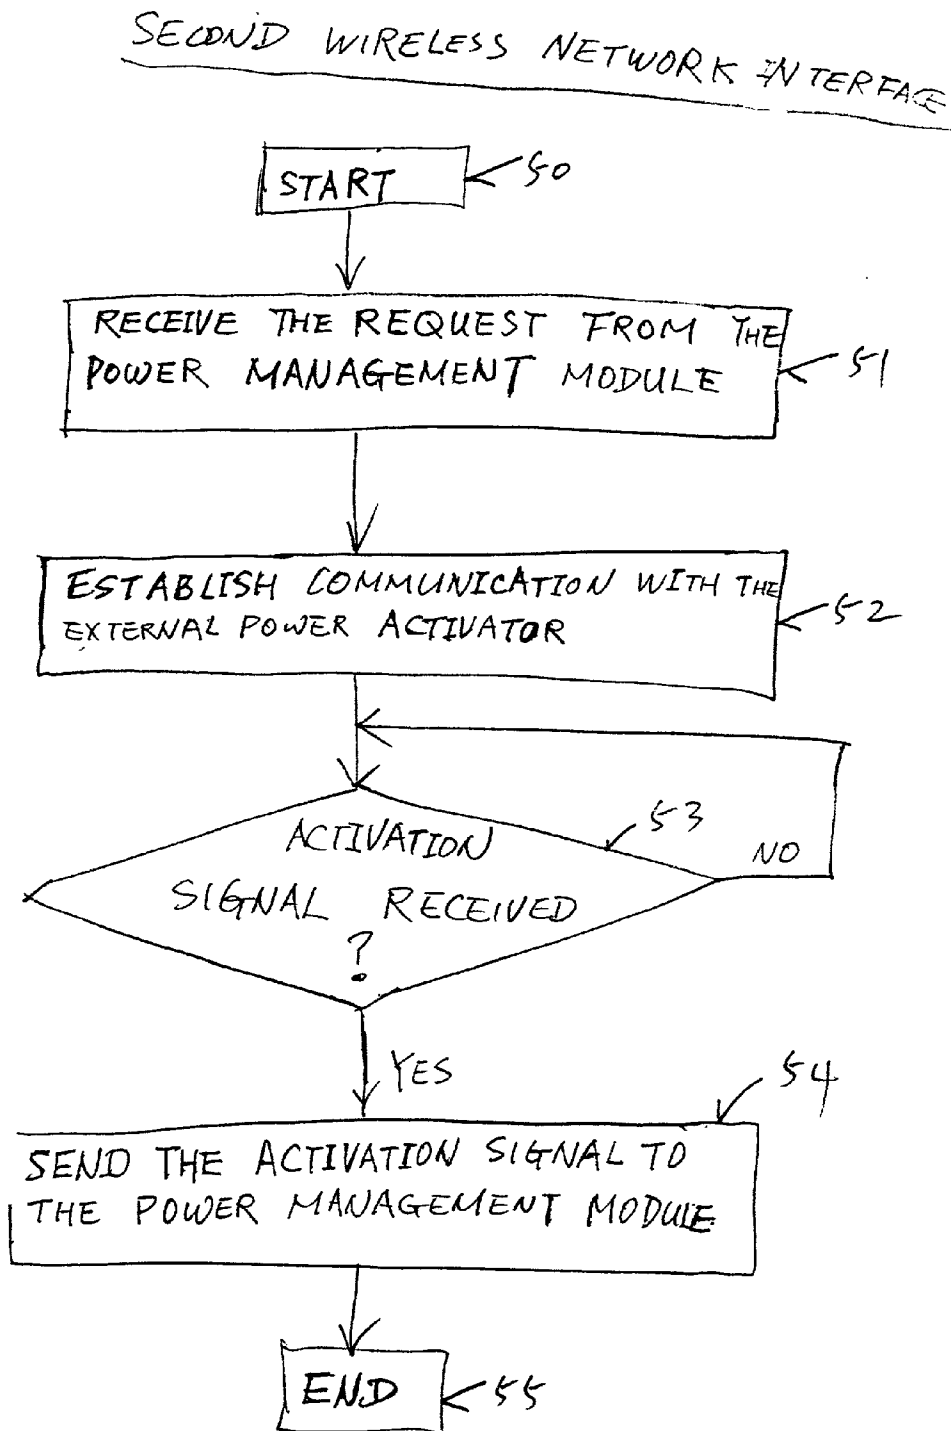 SECOND WIRELESS NETWORK INTERFACE
START
50
RECEIVE THE REQUEST FROM THE
POWER MANAGEMENT MODULE
51
ESTABLISH COMMUNICATION WITH THE
EXTERNAL POWER ACTIVATOR
52
53
ACTIVATION
NO
SIGNAL RECEIVED
?
YES
54
SEND THE ACTIVATION SIGNAL TO
THE POWER MANAGEMENT MODULE
END
55